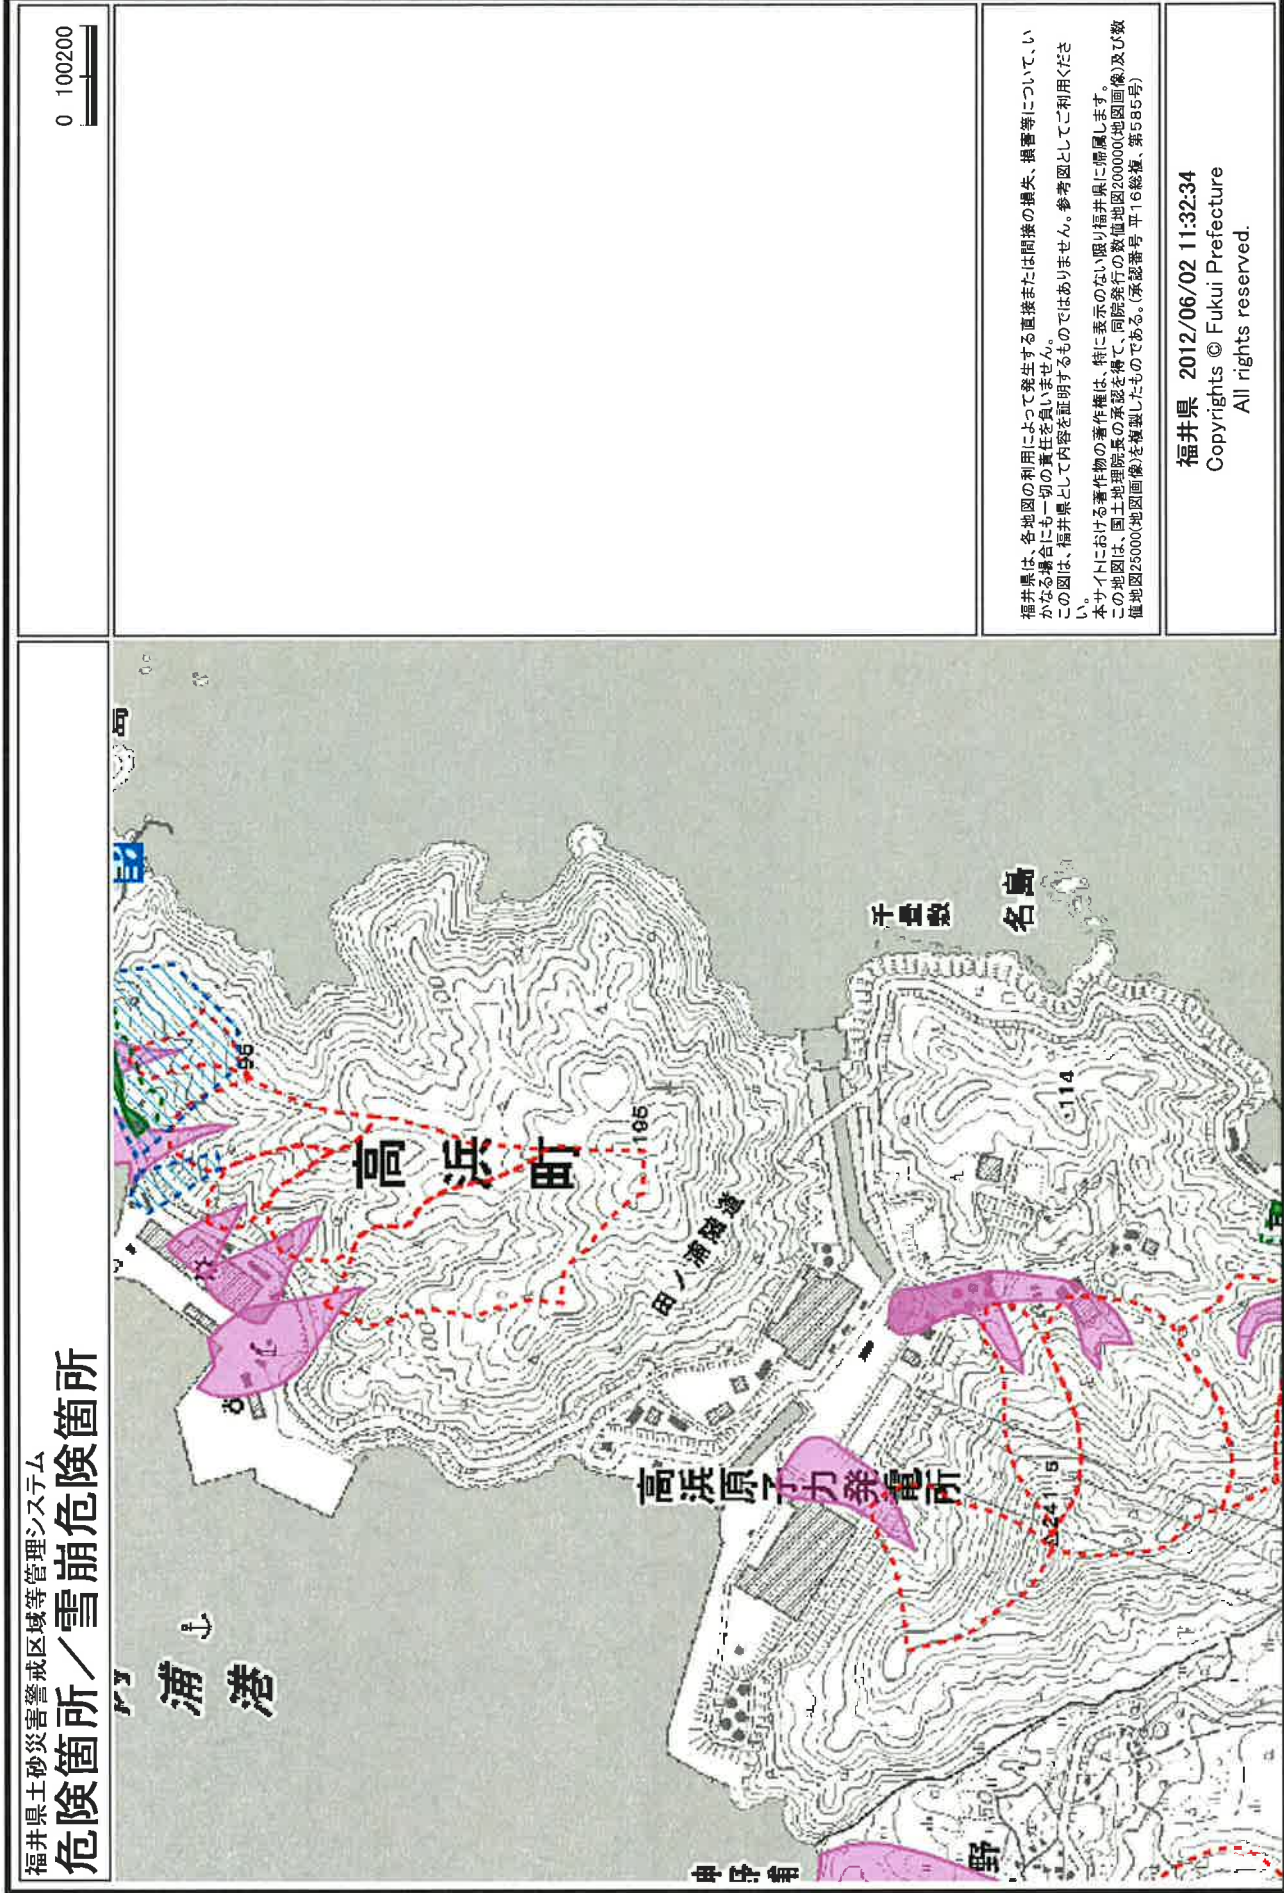 福井県土砂災害警戒区域等管理システム
危険箇所／雪崩危険箇所
0 100200
浦
港
高浜町
96
195
田ノ浦隧道
高浜原子力発電所
241 5
114
千畳敷
名島
島
野
福井県は、各地図の利用によって発生する直接または間接の損失、損害等について、い
かなる場合にも一切の責任を負いません。
この図は、福井県として内容を証明するものではありません。参考図としてご利用くださ
い。
本サイトにおける著作物の著作権は、特に表示のない限り福井県に帰属します。
この地図は、国土地理院長の承認を得て、同院発行の数値地図200000(地図画像)及び数
値地図25000(地図画像)を複製したものである。(承認番号 平16総複、第585号)
福井県 2012/06/02 11:32:34
Copyrights © Fukui Prefecture
All rights reserved.